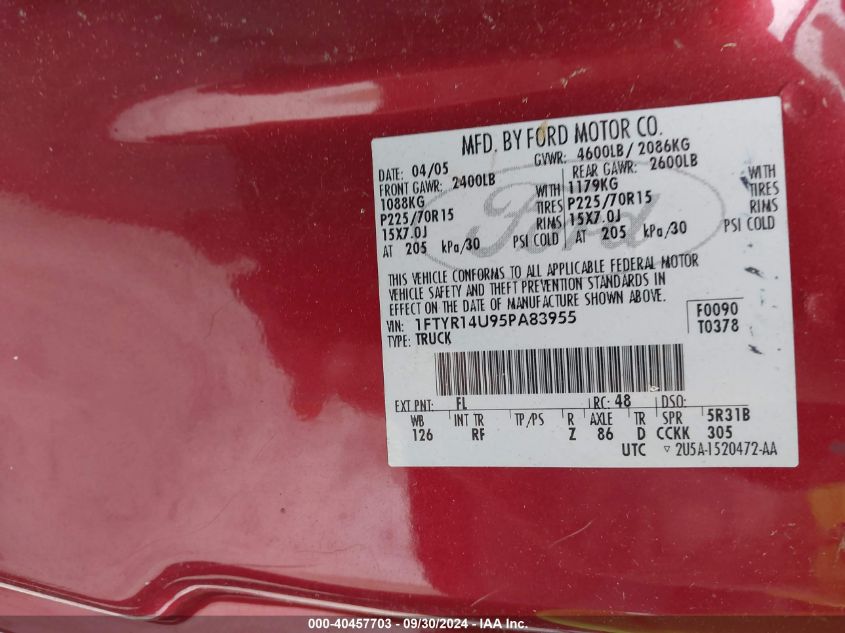 MFD. BY FORD MOTOR CO.
DATE: 04/05 GVWR: 4600LB/ 2086KG
FRONT GAWR: 2400LB REAR GAWR: 2600LB
1088KG WITH 1179KG WITH
P225/70R15 TIRES P225/70R15 TIRES
15X7.0J RIMS 15X7.0J RIMS
AT 205 kPa/30 PSI COLD AT 205 kPa/30 PSI COLD
Ford
THIS VEHICLE CONFORMS TO ALL APPLICABLE FEDERAL MOTOR
VEHICLE SAFETY AND THEFT PREVENTION STANDARDS IN
EFFECT ON THE DATE OF MANUFACTURE SHOWN ABOVE.
VIN: 1FTYR14U95PA83955 F0090
TYPE: TRUCK T0378
EXT PNT: FL RC: 48 DSO:
WB INT TR TP/PS R AXLE TR SPR 5R31B
126 RF Z 86 D CCKK 305
UTC ▽ 2U5A-1520472-AA
000-40457703 - 09/30/2024 - IAA Inc.